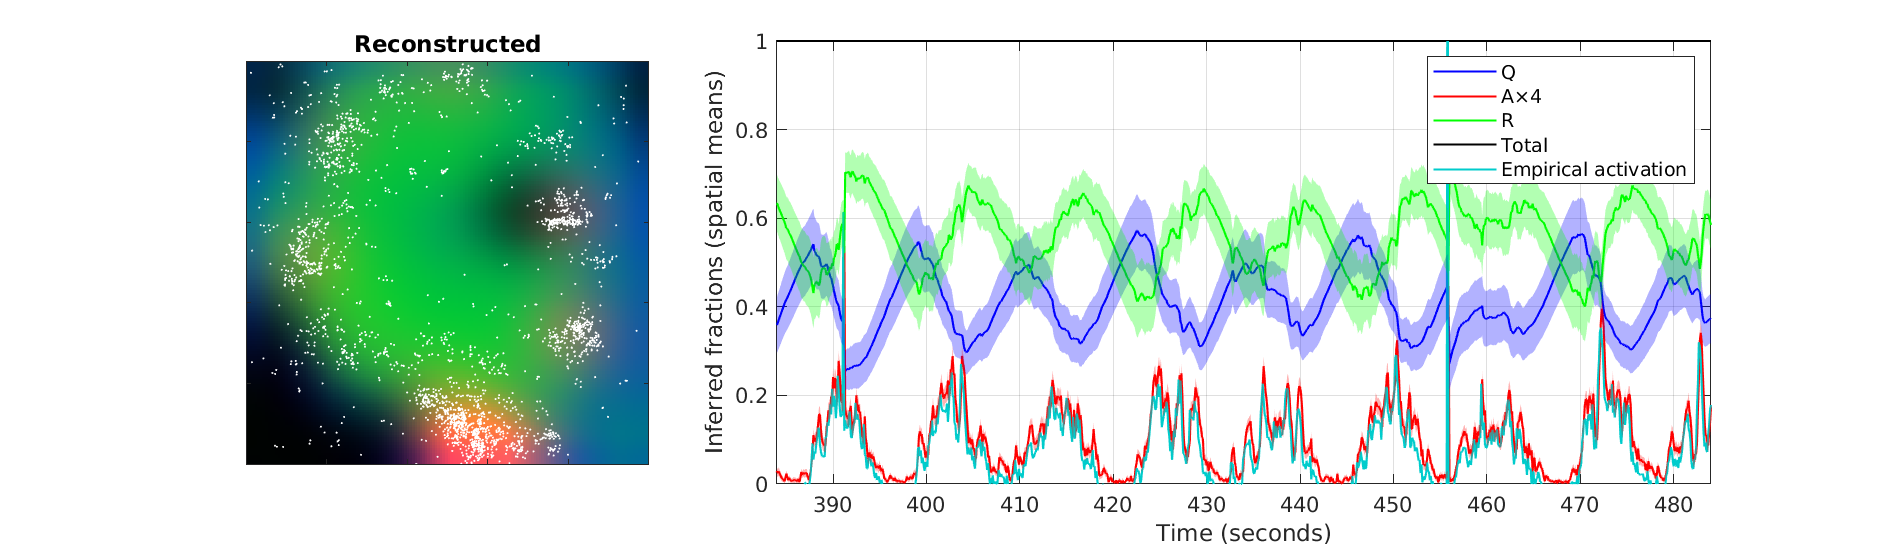 Reconstructed
Inferred fractions (spatial means)
1
0.8
0.6
0.4
0.2
0
Q
A×4
R
Total
Empirical activation
390 400 410 420 430 440 450 460 470 480
Time (seconds)